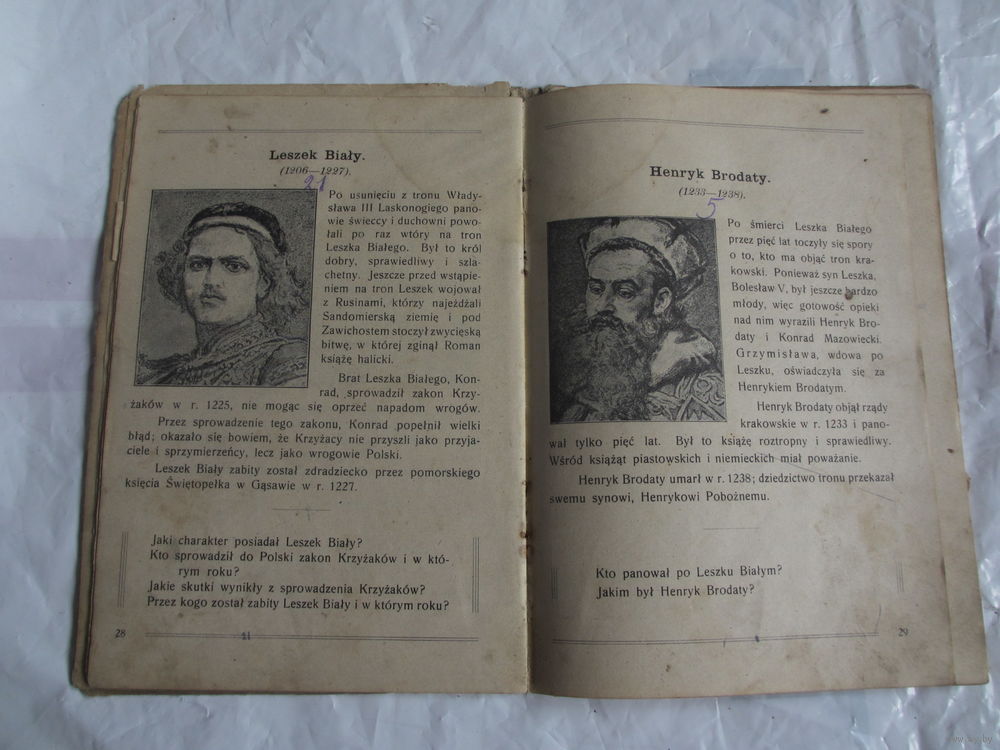 Leszek Biały.
(1206—1227).
21
Po usunięciu z tronu Włady-
sława III Laskonogiego pano-
wie świeccy i duchowni powo-
łali po raz wtóry na tron
Leszka Białego. Był to król
dobry, sprawiedliwy i szla-
chetny. Jeszcze przed wstąpie-
niem na tron Leszek wojował
z Rusinami, którzy najeżdżali
Sandomierską ziemię i pod
Zawichostem stoczył zwycięską
bitwę, w której zginął Roman
książę halicki.
Brat Leszka Białego, Kon-
rad, sprowadził zakon Krzy-
żaków w r. 1225, nie mogąc się oprzeć napadom wrogów.
Przez sprowadzenie tego zakonu, Konrad popełnił wielki
błąd; okazało się bowiem, że Krzyżacy nie przyszli jako przyja-
ciele i sprzymierzeńcy, lecz jako wrogowie Polski.
Leszek Biały zabity został zdradziecko przez pomorskiego
księcia Świętopełka w Gąsawie w r. 1227.
Jaki charakter posiadał Leszek Biały?
Kto sprowadził do Polski zakon Krzyżaków i w któ-
rym roku?
Jakie skutki wynikły z sprowadzenia Krzyżaków?
Przez kogo został zabity Leszek Biały i w którym roku?
28
Henryk Brodaty.
(1233—1238).
5
Po śmierci Leszka Białego
przez pięć lat toczyły się spory
o to, kto ma objąć tron kra-
kowski. Ponieważ syn Leszka,
Bolesław V, był jeszcze bardzo
młody, więc gotowość opieki
nad nim wyrazili Henryk Bro-
daty i Konrad Mazowiecki.
Grzymisława, wdowa po
Leszku, oświadczyła się za
Henrykiem Brodatym.
Henryk Brodaty objął rządy
krakowskie w r. 1233 i pano-
wał tylko pięć lat. Był to książę roztropny i sprawiedliwy.
Wśród książąt piastowskich i niemieckich miał poważanie.
Henryk Brodaty umarł w r. 1238; dziedzictwo tronu przekazał
swemu synowi, Henrykowi Pobożnemu.
Kto panował po Leszku Białym?
Jakim był Henryk Brodaty?
29